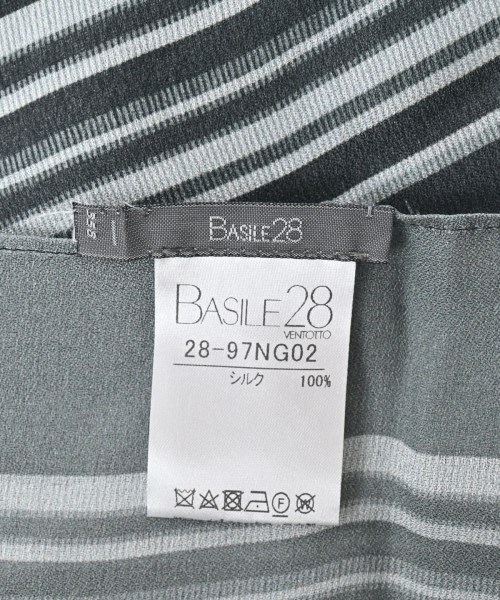 BASILE28
BASILE28
VENTOTTO
28-97NG02
シルク 100%
F W